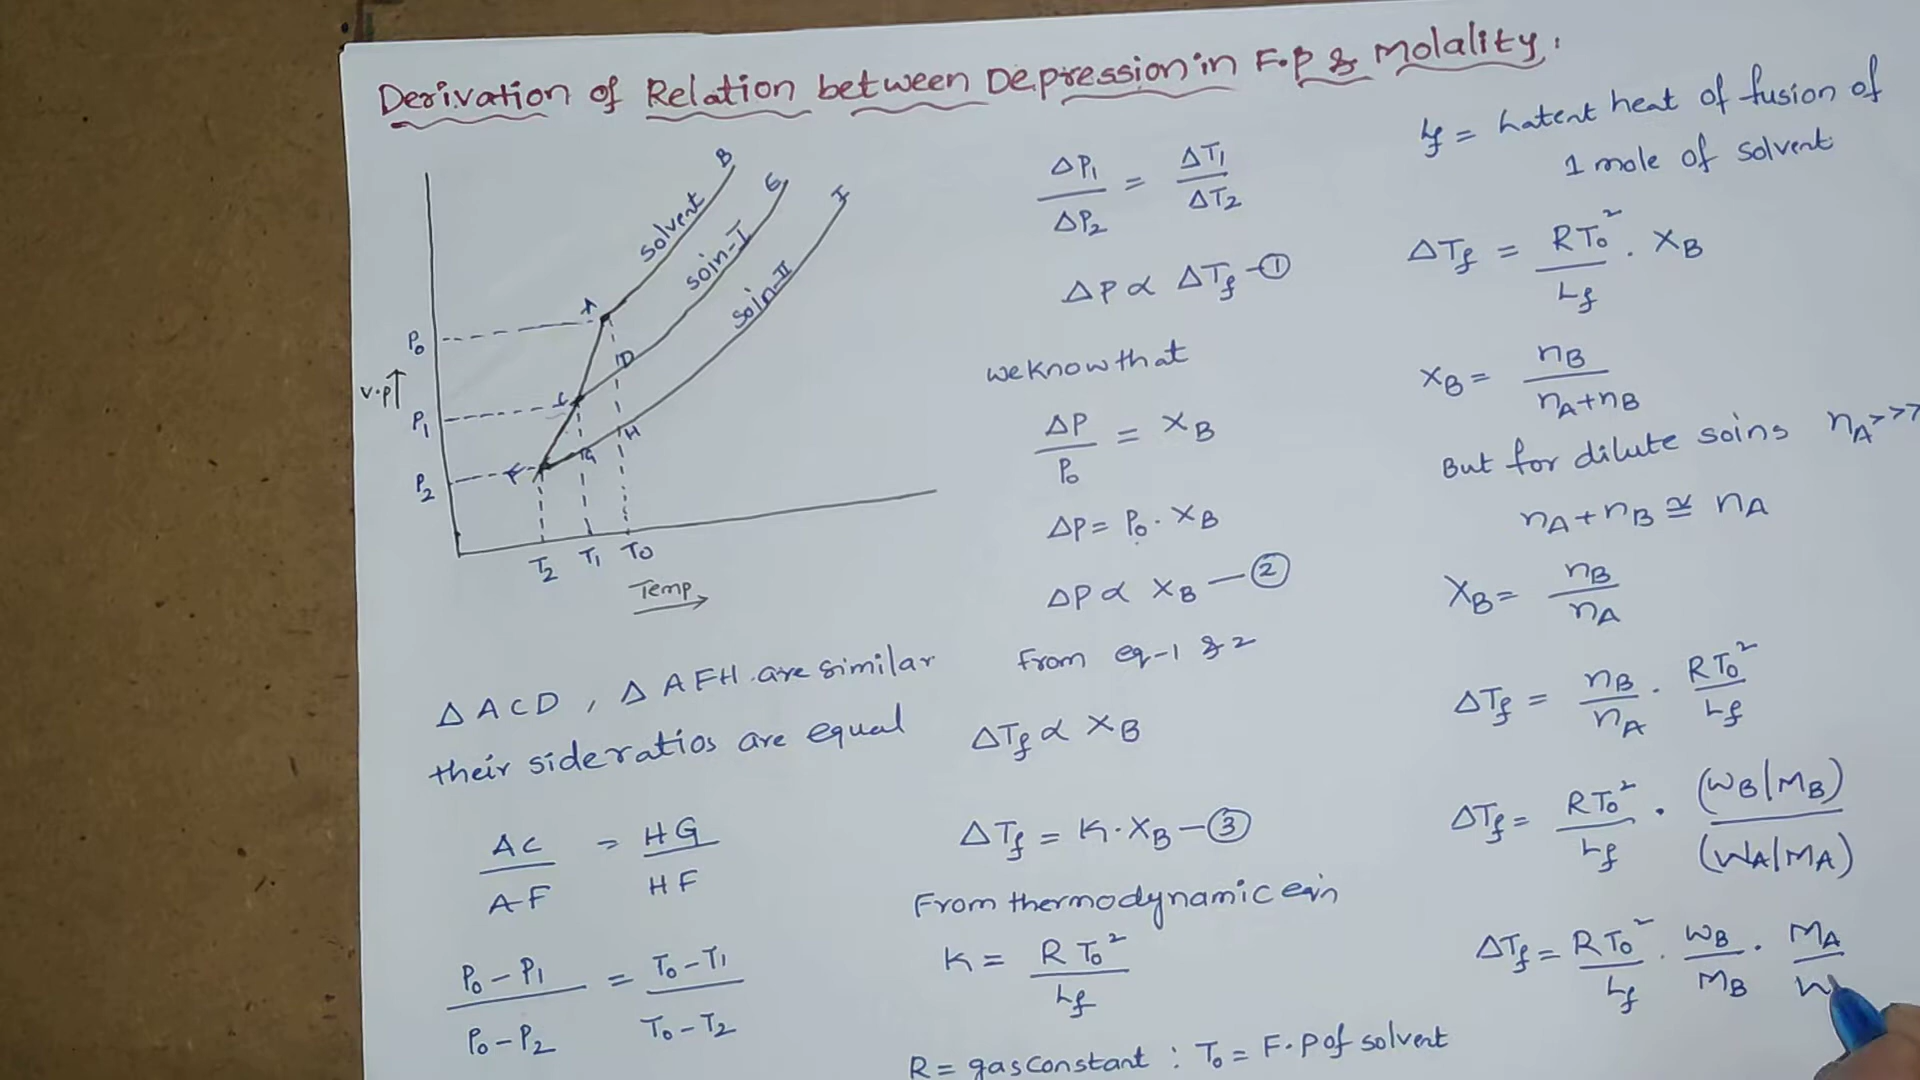 Derivation of Relation between Depression in F.P & Molality.
B
G
I
solvent
soln-I
soln-II
A
P₀
D
v.p↑
C
P₁
H
G
F
P₂
T₂ T₁ T₀
Temp
△ ACD, △ AFH are similar
their side ratios are equal
AC/AF = HG/HF
P₀-P₁/P₀-P₂ = T₀-T₁/T₀-T₂
ΔP₁/ΔP₂ = ΔT₁/ΔT₂
ΔP ∝ ΔTf -①
we know that
ΔP/P₀ = XB
ΔP = P₀ · XB
ΔP ∝ XB — ②
From eq-1 & 2
ΔTf ∝ XB
ΔTf = K·XB — ③
From thermodynamic eqn
K = RT₀²/Lf
R = gas constant : T₀ = F.P of solvent
Lf = Latent heat of fusion of
1 mole of solvent
ΔTf = RT₀²/Lf · XB
XB = nB/nA+nB
But for dilute solns nA >>>
nA+nB ≅ nA
XB = nB/nA
ΔTf = nB/nA · RT₀²/Lf
ΔTf = RT₀²/Lf · (WB/MB)/(WA/MA)
ΔTf = RT₀²/Lf · WB/MB · MA/W